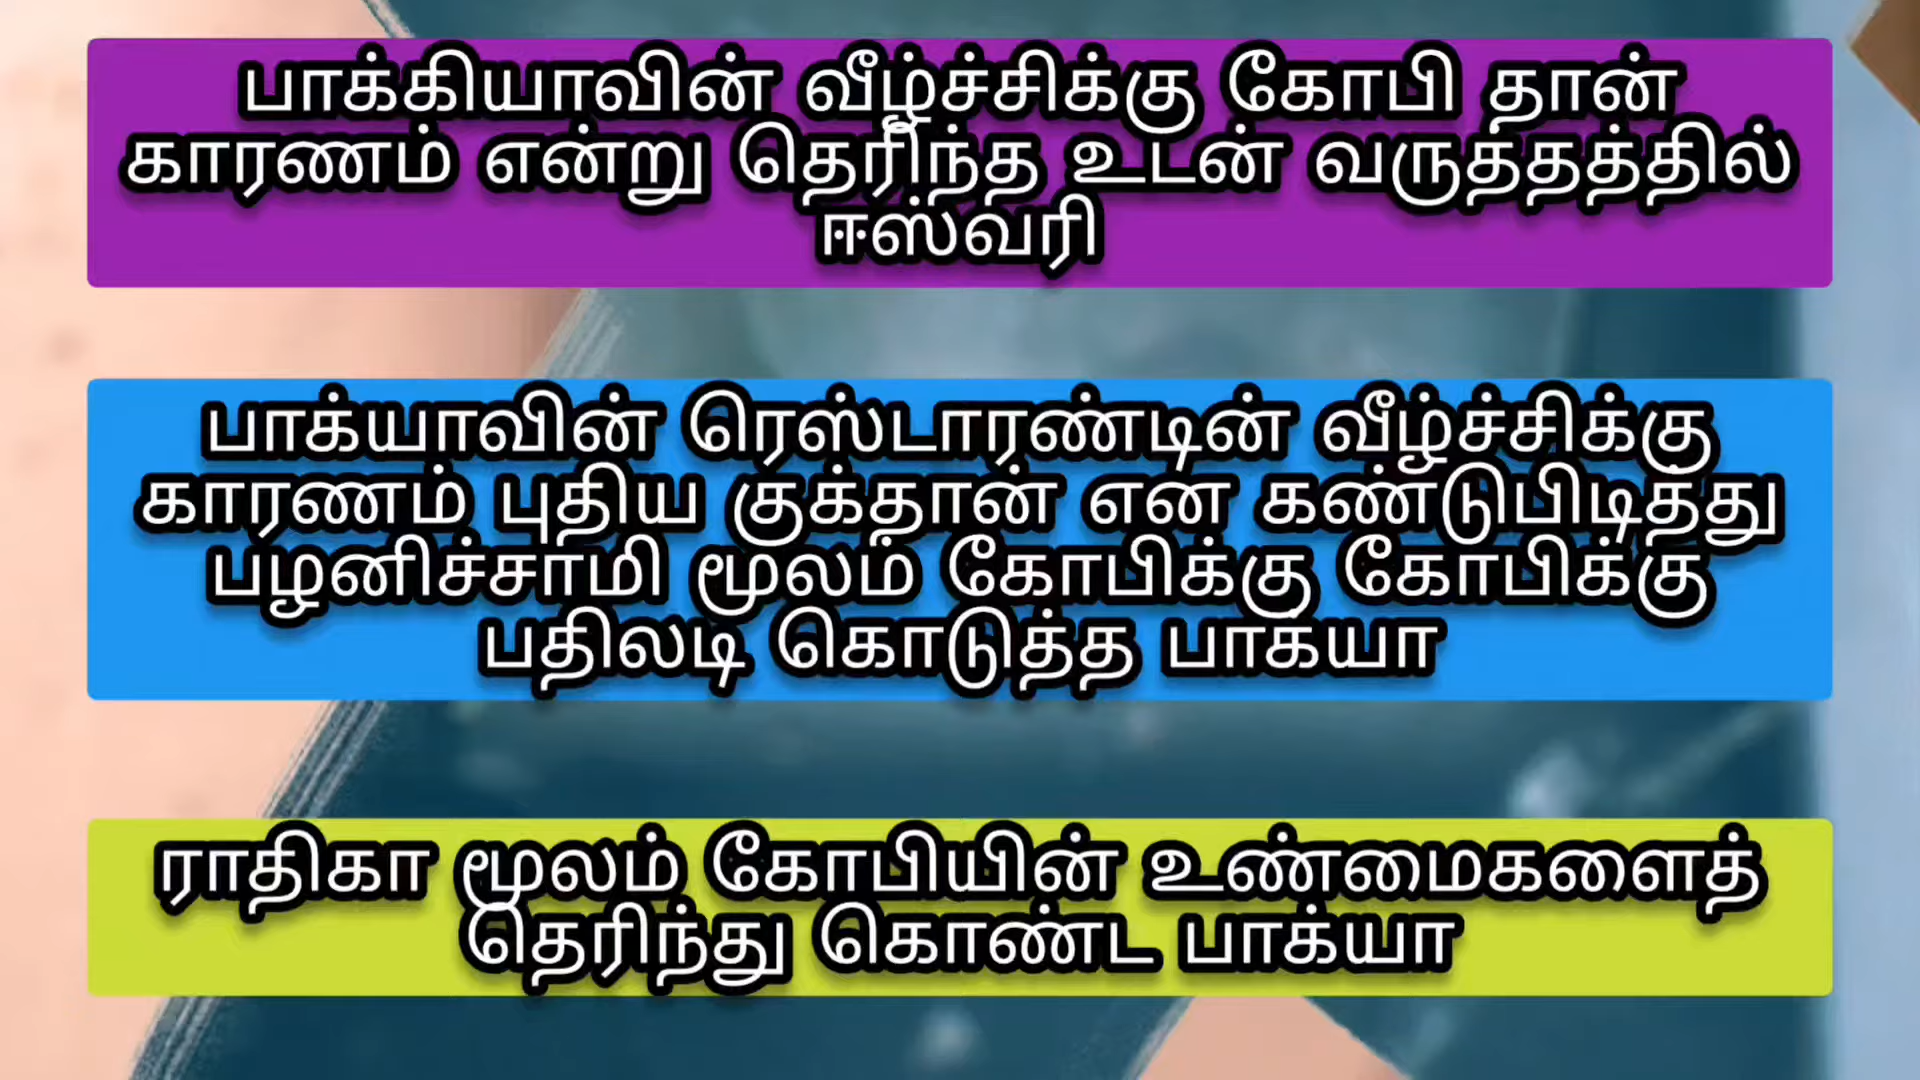 பாக்கியாவின் வீழ்ச்சிக்கு கோபி தான்
காரணம் என்று தெரிந்த உடன் வருத்தத்தில்
ஈஸ்வரி
பாக்யாவின் ரெஸ்டாரண்டின் வீழ்ச்சிக்கு
காரணம் புதிய குக்தான் என கண்டுபிடித்து
பழனிச்சாமி மூலம் கோபிக்கு கோபிக்கு
பதிலடி கொடுத்த பாக்யா
ராதிகா மூலம் கோபியின் உண்மைகளைத்
தெரிந்து கொண்ட பாக்யா